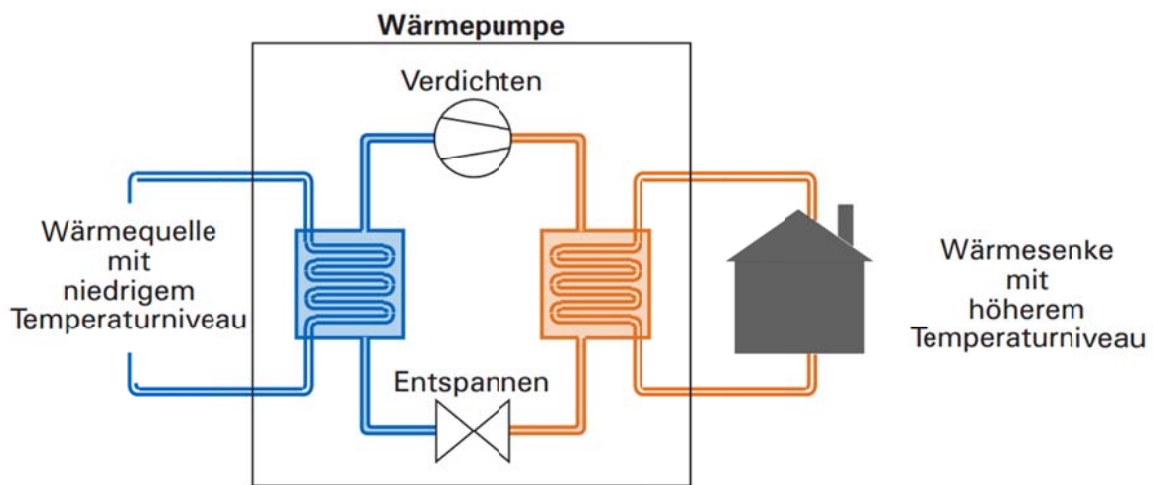 Wärmepumpe
Verdichten
Wärmequelle
mit
niedrigem
Temperaturniveau
Entspannen
Wärmesenke
mit
höherem
Temperaturniveau